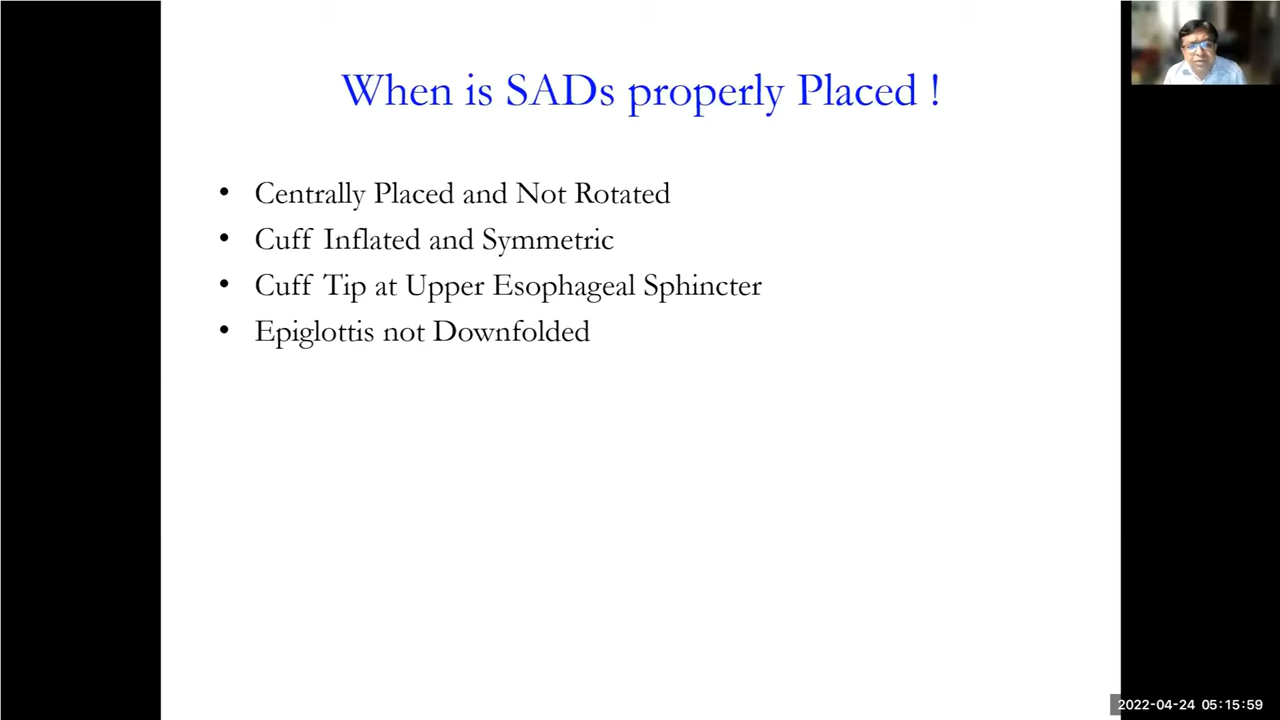 When is SADs properly Placed !
• Centrally Placed and Not Rotated
• Cuff Inflated and Symmetric
• Cuff Tip at Upper Esophageal Sphincter
• Epiglottis not Downfolded
2022-04-24 05:15:59